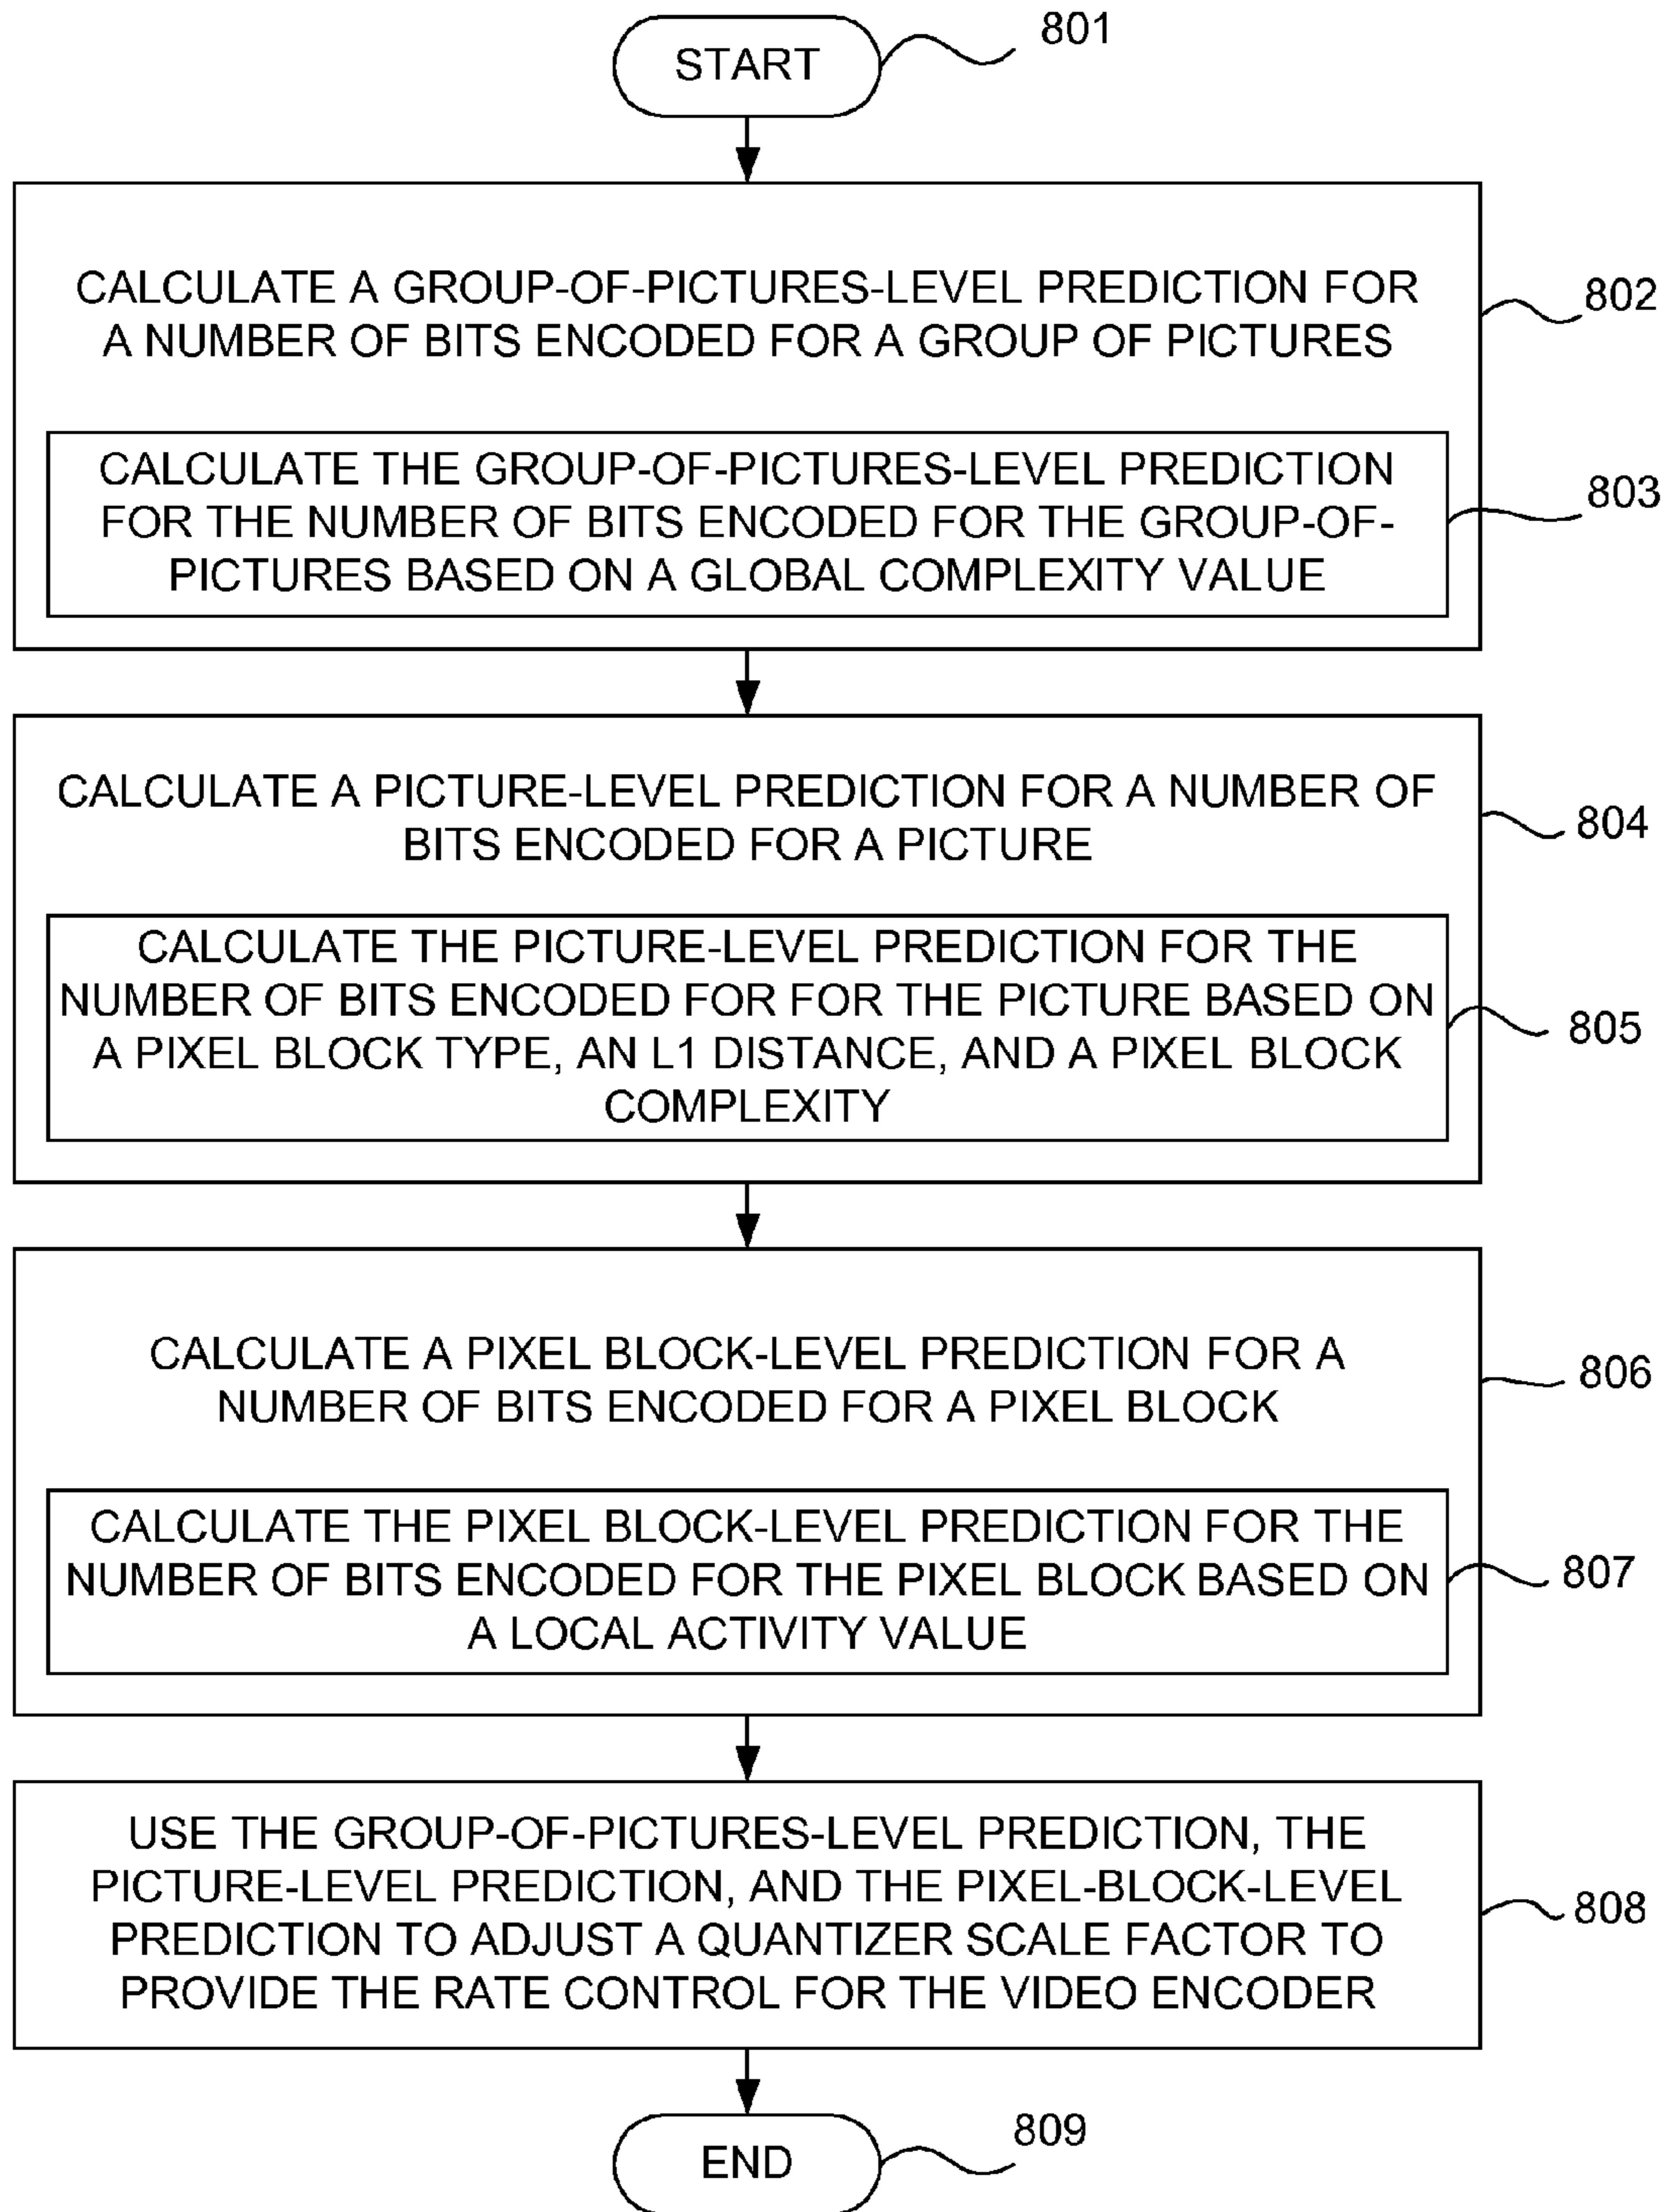 START
801
CALCULATE A GROUP-OF-PICTURES-LEVEL PREDICTION FOR
A NUMBER OF BITS ENCODED FOR A GROUP OF PICTURES
802
CALCULATE THE GROUP-OF-PICTURES-LEVEL PREDICTION
FOR THE NUMBER OF BITS ENCODED FOR THE GROUP-OF-
PICTURES BASED ON A GLOBAL COMPLEXITY VALUE
803
CALCULATE A PICTURE-LEVEL PREDICTION FOR A NUMBER OF
BITS ENCODED FOR A PICTURE
804
CALCULATE THE PICTURE-LEVEL PREDICTION FOR THE
NUMBER OF BITS ENCODED FOR FOR THE PICTURE BASED ON
A PIXEL BLOCK TYPE, AN L1 DISTANCE, AND A PIXEL BLOCK
COMPLEXITY
805
CALCULATE A PIXEL BLOCK-LEVEL PREDICTION FOR A
NUMBER OF BITS ENCODED FOR A PIXEL BLOCK
806
CALCULATE THE PIXEL BLOCK-LEVEL PREDICTION FOR THE
NUMBER OF BITS ENCODED FOR THE PIXEL BLOCK BASED ON
A LOCAL ACTIVITY VALUE
807
USE THE GROUP-OF-PICTURES-LEVEL PREDICTION, THE
PICTURE-LEVEL PREDICTION, AND THE PIXEL-BLOCK-LEVEL
PREDICTION TO ADJUST A QUANTIZER SCALE FACTOR TO
PROVIDE THE RATE CONTROL FOR THE VIDEO ENCODER
808
END
809